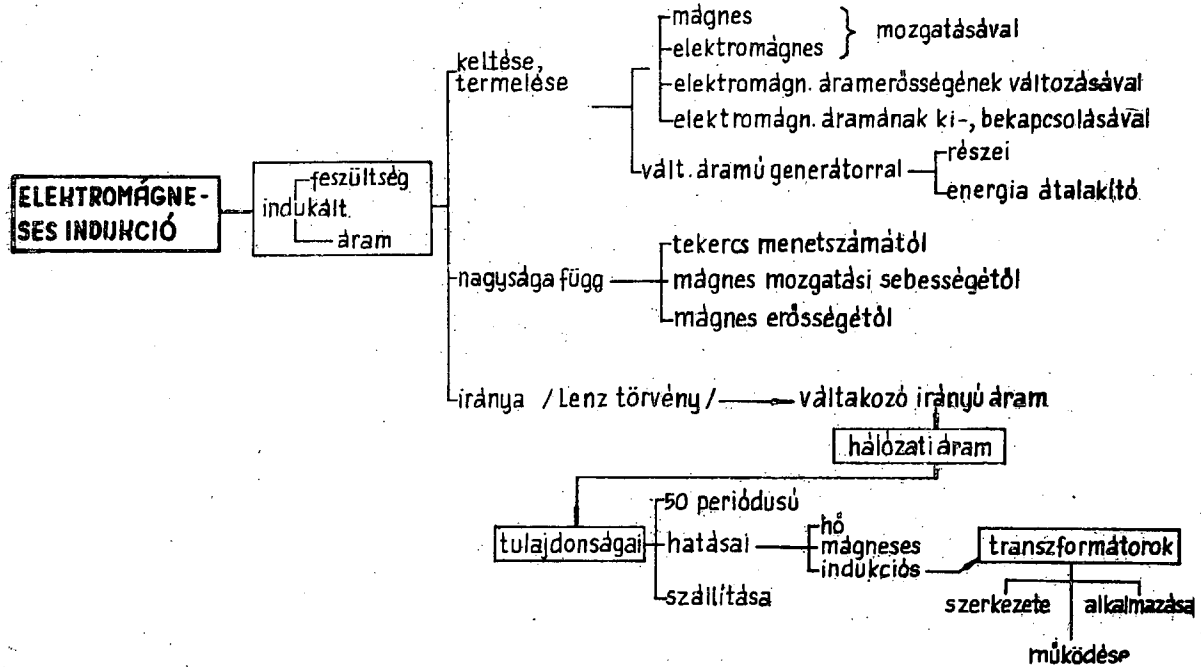 mágnes
elektromágnes } mozgatásával
keltése,
termelése
elektromágn. áramerősségének változásával
elektromágn. áramának ki-, bekapcsolásával
vált. áramú generátorral
részei
energia átalakító
ELEKTROMÁGNE-
SES INDUKCIÓ
feszültség
indukált
áram
nagysága függ
tekercs menetszámától
mágnes mozgatási sebességétől
mágnes erősségétől
iránya /Lenz törvény/ váltakozó irányú áram
hálózati áram
tulajdonságai
50 periódusú
hatásai
hő
mágneses
indukciós
szállítása
transzformátorok
szerkezete
alkalmazása
működése